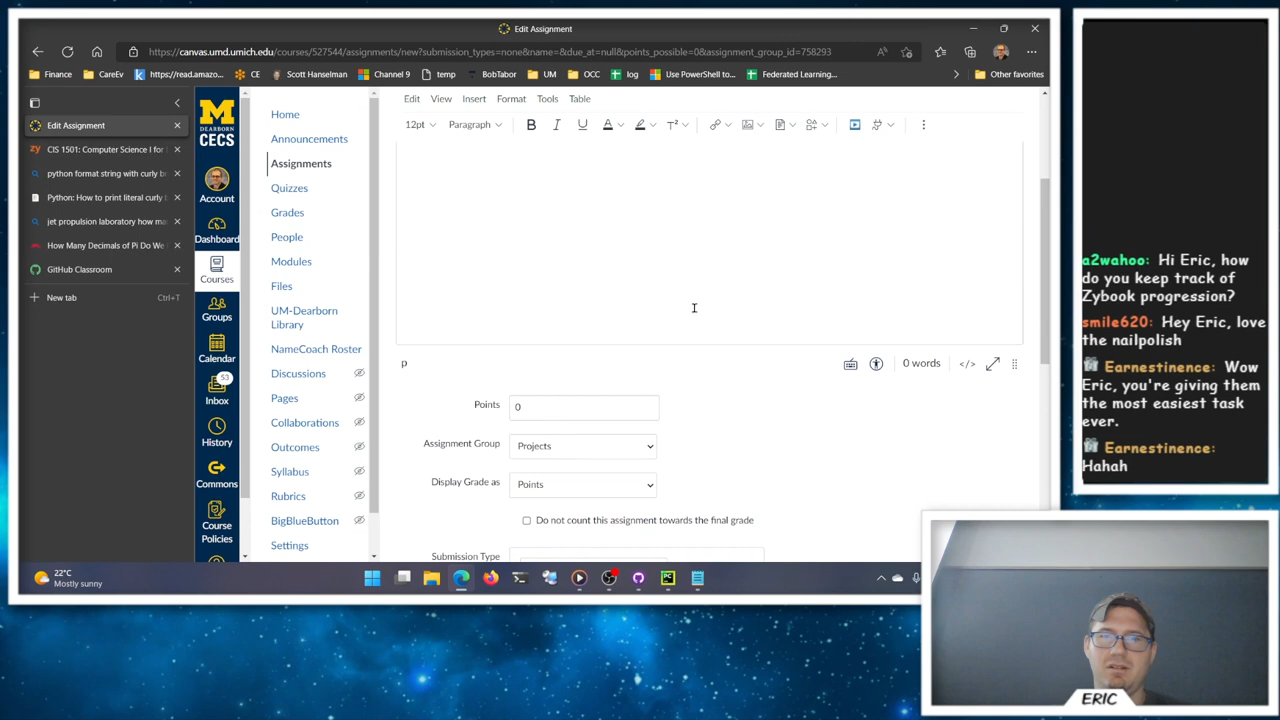 Edit Assignment
https://canvas.umd.umich.edu/courses/527544/assignments/new?submission_types=none&name=&due_at=null&points_possible=0&assignment_group_id=758293
Finance
CareEv
https://read.amazo...
CE
Scott Hanselman
Channel 9
temp
BobTabor
UM
OCC
log
Use PowerShell to...
Federated Learning...
Other favorites
Edit Assignment
CIS 1501: Computer Science I for
python format string with curly br
Python: How to print literal curly
jet propulsion laboratory how ma
How Many Decimals of Pi Do We
GitHub Classroom
New tab
Ctrl+T
M
DEARBORN
CECS
Account
Dashboard
Courses
Groups
Calendar
53
Inbox
History
Commons
Course
Policies
Home
Announcements
Assignments
Quizzes
Grades
People
Modules
Files
UM-Dearborn
Library
NameCoach Roster
Discussions
Pages
Collaborations
Outcomes
Syllabus
Rubrics
BigBlueButton
Settings
Edit View Insert Format Tools Table
12pt Paragraph B I U A T²
p
0 words
</>
Points
0
Assignment Group
Projects
Display Grade as
Points
Do not count this assignment towards the final grade
Submission Type
22°C
Mostly sunny
PC
a2wahoo: Hi Eric, how
do you keep track of
Zybook progression?
smile620: Hey Eric, love
the nailpolish
Earnestinence: Wow
Eric, you're giving them
the most easiest task
ever.
Earnestinence:
Hahah
ERIC